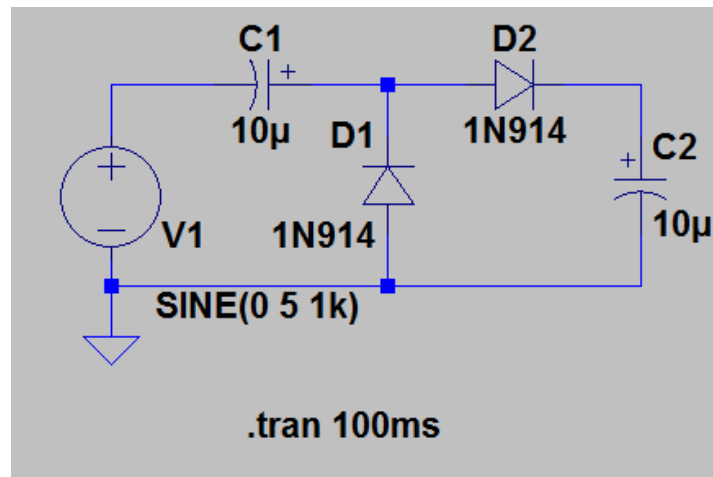 C1
D2
+
10µ
D1
1N914
+
C2
10µ
+
V1
1N914
SINE(0 5 1k)
.tran 100ms